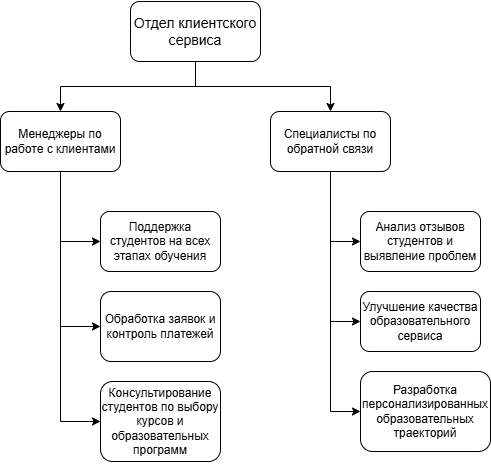 Отдел клиентского
сервиса
Менеджеры по
работе с клиентами
Специалисты по
обратной связи
Поддержка
студентов на всех
этапах обучения
Обработка заявок и
контроль платежей
Консультирование
студентов по выбору
курсов и
образовательных
программ
Анализ отзывов
студентов и
выявление проблем
Улучшение качества
образовательного
сервиса
Разработка
персонализированных
образовательных
траекторий